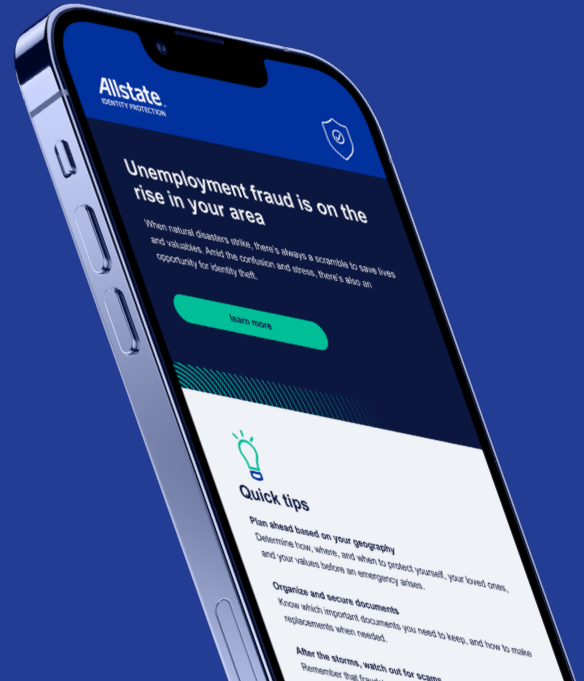 Allstate
IDENTITY PROTECTION
Unemployment fraud is on the
rise in your area
When natural disasters strike, there's always a scramble to save lives
and valuables. Amid the confusion and stress, there's also an
opportunity for identity theft.
learn more
Quick tips
Plan ahead based on your geography
Determine how, where, and when to protect yourself, your loved ones,
and your values before an emergency arises.
Organize and secure documents
Know which important documents you need to keep, and how to make
replacements when needed.
After the storms, watch out for scams
Remember that